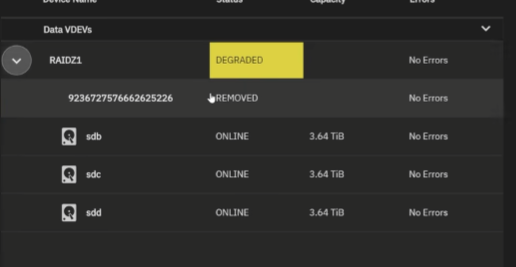 Device Name Status Capacity Errors
Data VDEVs
RAIDZ1 DEGRADED No Errors
9236727576662625226 REMOVED No Errors
sdb ONLINE 3.64 TiB No Errors
sdc ONLINE 3.64 TiB No Errors
sdd ONLINE 3.64 TiB No Errors